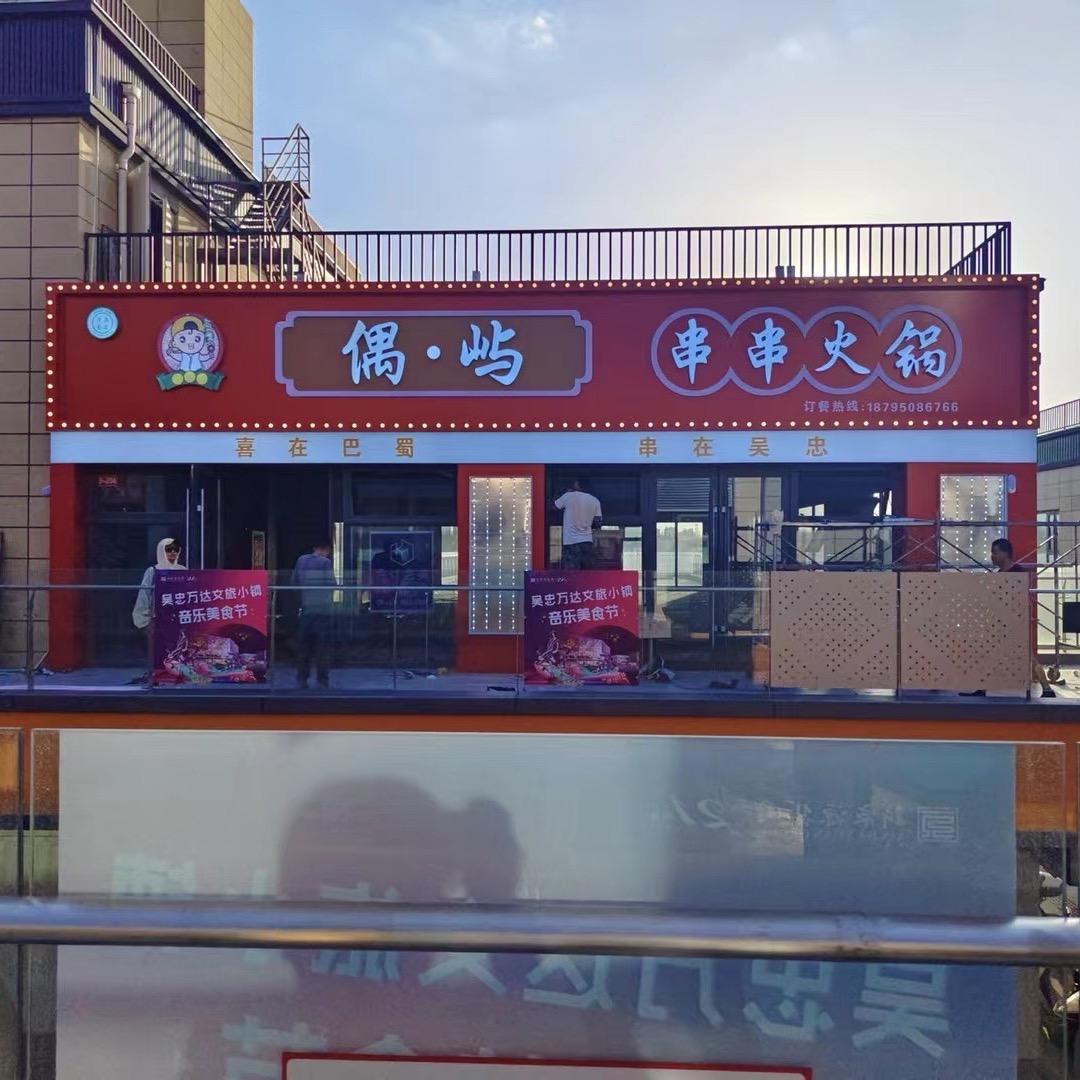 偶·屿
串串火锅
订餐热线:18795086766
喜在巴蜀
串在吴忠
吴忠万达文旅小镇
音乐美食节
吴忠万达文旅小镇
音乐美食节